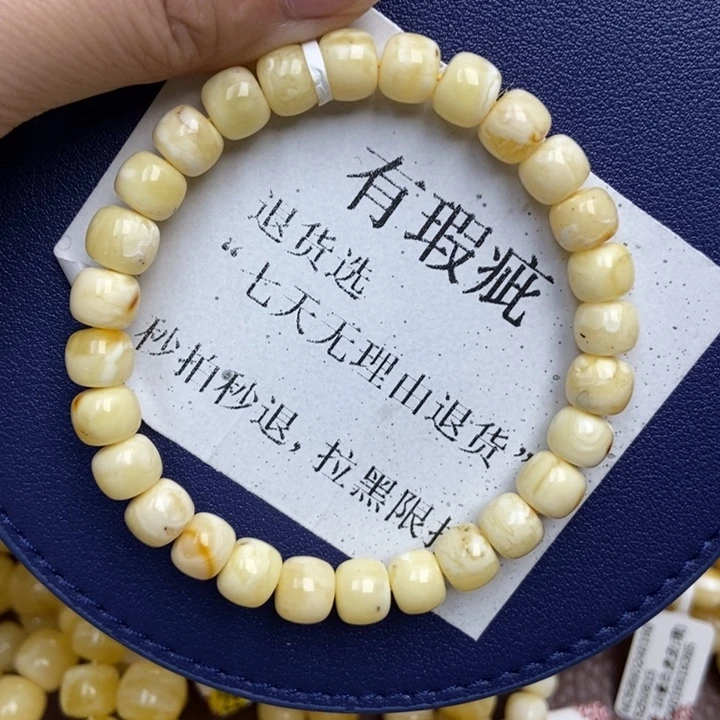 有瑕疵
退货选
“七天无理由退货”
秒拍秒退，拉黑限